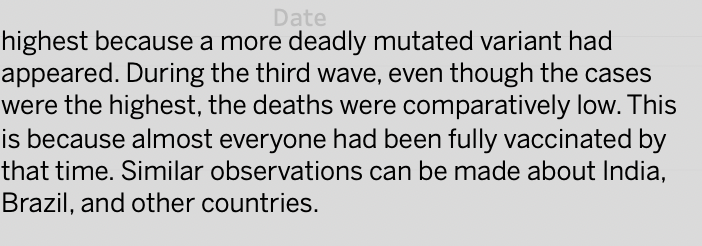 Date
highest because a more deadly mutated variant had
appeared. During the third wave, even though the cases
were the highest, the deaths were comparatively low. This
is because almost everyone had been fully vaccinated by
that time. Similar observations can be made about India,
Brazil, and other countries.